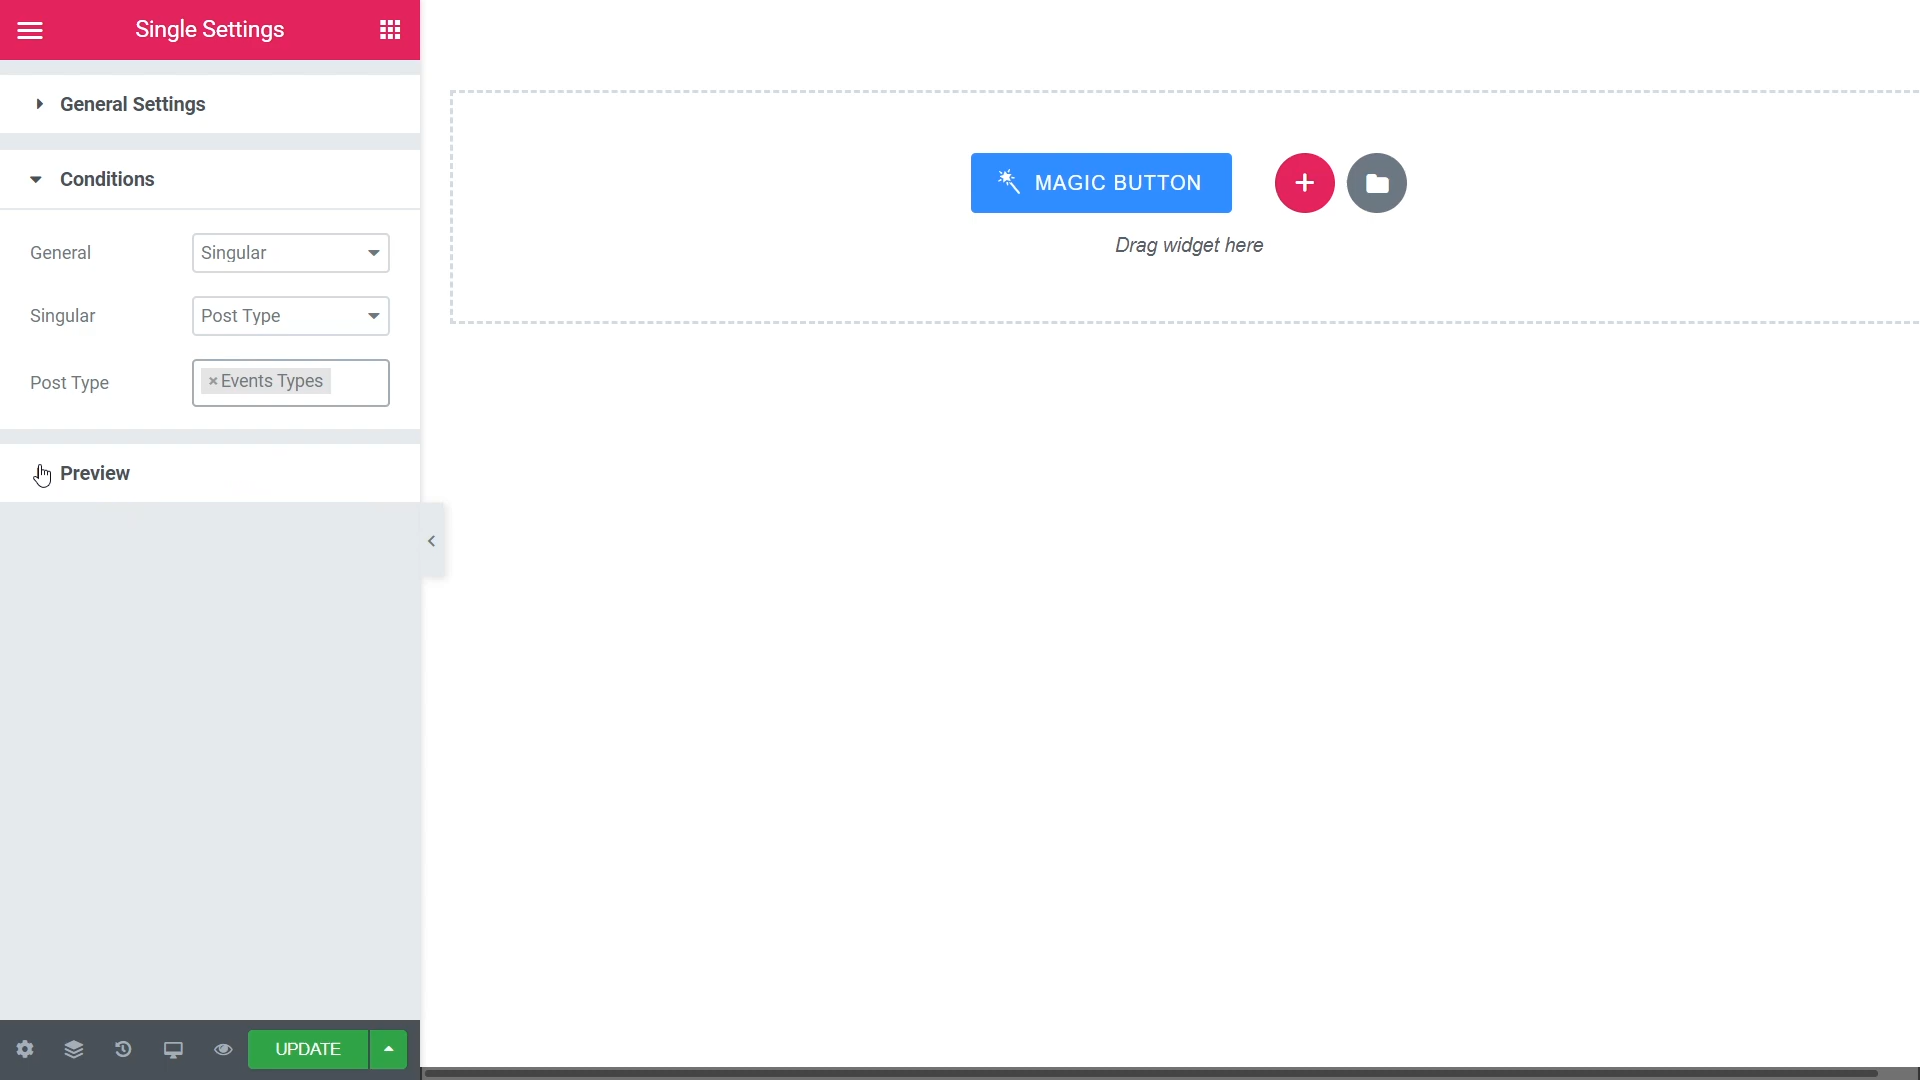 Single Settings
General Settings
Conditions
General
Singular
Singular
Post Type
Post Type
×Events Types
Preview
UPDATE
MAGIC BUTTON
Drag widget here